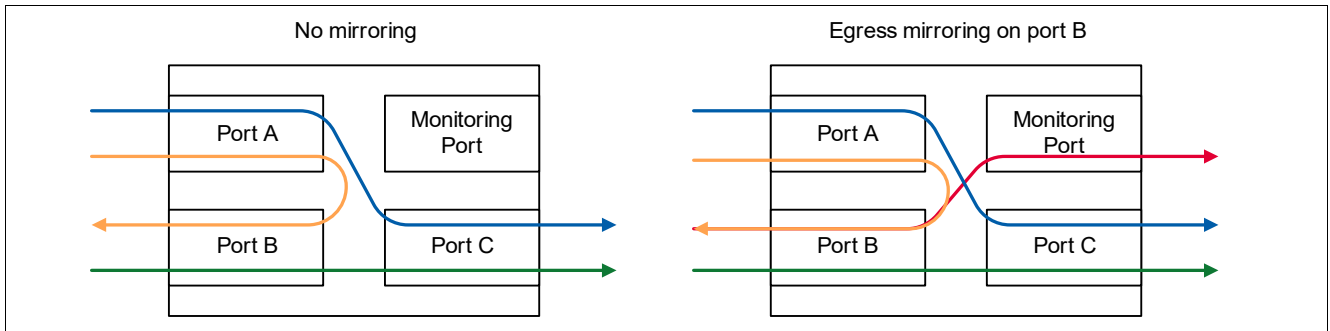 No mirroring
Port A
Monitoring
Port
Port B
Port C
Egress mirroring on port B
Port A
Monitoring
Port
Port B
Port C